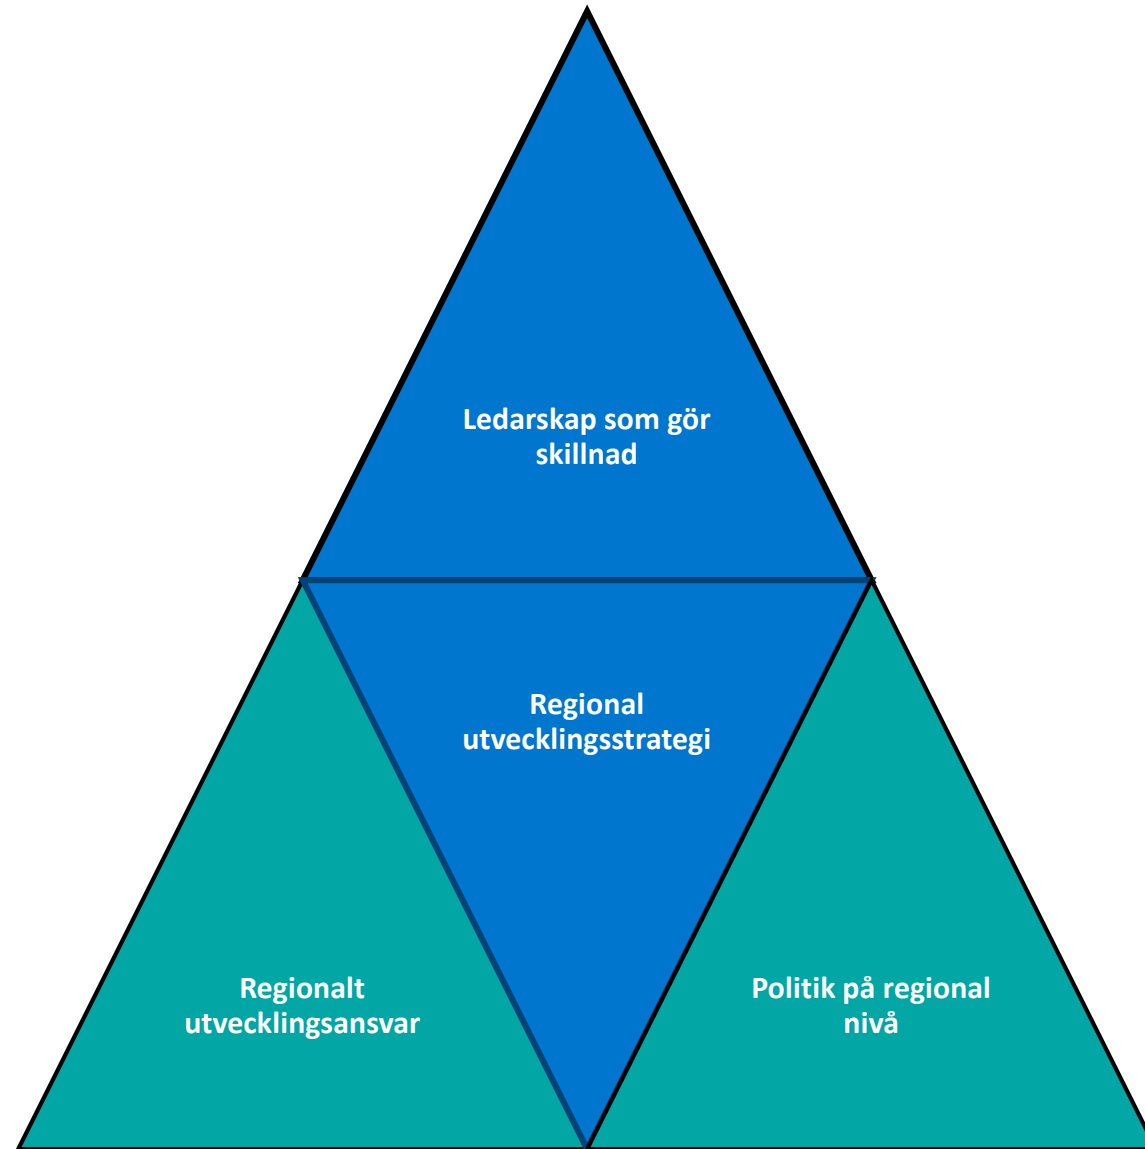 Ledarskap som gör
skillnad
Regional
utvecklingsstrategi
Regionalt
utvecklingsansvar
Politik på regional
nivå